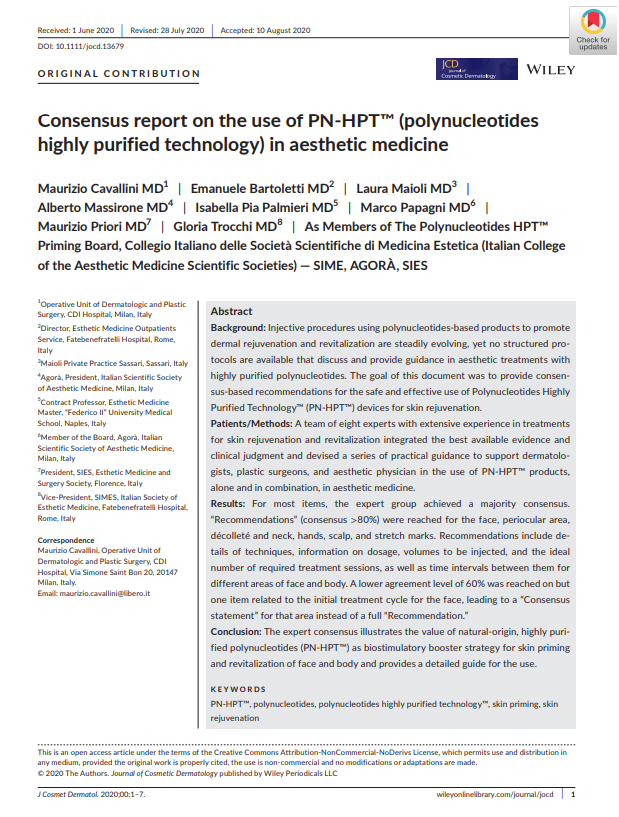 Received: 1 June 2020 | Revised: 28 July 2020 | Accepted: 10 August 2020
DOI: 10.1111/jocd.13679
Check for
updates
ORIGINAL CONTRIBUTION
JCD
Journal of
Cosmetic Dermatology
WILEY
Consensus report on the use of PN-HPT™ (polynucleotides
highly purified technology) in aesthetic medicine
Maurizio Cavallini MD1 | Emanuele Bartoletti MD2 | Laura Maioli MD3 |
Alberto Massirone MD4 | Isabella Pia Palmieri MD5 | Marco Papagni MD6 |
Maurizio Priori MD7 | Gloria Trocchi MD8 | As Members of The Polynucleotides HPT™
Priming Board, Collegio Italiano delle Società Scientifiche di Medicina Estetica (Italian College
of the Aesthetic Medicine Scientific Societies) — SIME, AGORÀ, SIES
1Operative Unit of Dermatologic and Plastic
Surgery, CDI Hospital, Milan, Italy
2Director, Esthetic Medicine Outpatients
Service, Fatebenefratelli Hospital, Rome,
Italy
3Maioli Private Practice Sassari, Sassari, Italy
4Agorà, President, Italian Scientific Society
of Aesthetic Medicine, Milan, Italy
5Contract Professor, Esthetic Medicine
Master, "Federico II" University Medical
School, Naples, Italy
6Member of the Board, Agorà, Italian
Scientific Society of Aesthetic Medicine,
Milan, Italy
7President, SIES, Esthetic Medicine and
Surgery Society, Florence, Italy
8Vice-President, SIMES, Italian Society of
Esthetic Medicine, Fatebenefratelli Hospital,
Rome, Italy
Correspondence
Maurizio Cavallini, Operative Unit of
Dermatologic and Plastic Surgery, CDI
Hospital, Via Simone Saint Bon 20, 20147
Milan, Italy.
Email: maurizio.cavallini@libero.it
Abstract
Background: Injective procedures using polynucleotides-based products to promote
dermal rejuvenation and revitalization are steadily evolving, yet no structured pro-
tocols are available that discuss and provide guidance in aesthetic treatments with
highly purified polynucleotides. The goal of this document was to provide consen-
sus-based recommendations for the safe and effective use of Polynucleotides Highly
Purified Technology™ (PN-HPT™) devices for skin rejuvenation.
Patients/Methods: A team of eight experts with extensive experience in treatments
for skin rejuvenation and revitalization integrated the best available evidence and
clinical judgment and devised a series of practical guidance to support dermatolo-
gists, plastic surgeons, and aesthetic physician in the use of PN-HPT™ products,
alone and in combination, in aesthetic medicine.
Results: For most items, the expert group achieved a majority consensus.
"Recommendations" (consensus >80%) were reached for the face, periocular area,
décolleté and neck, hands, scalp, and stretch marks. Recommendations include de-
tails of techniques, information on dosage, volumes to be injected, and the ideal
number of required treatment sessions, as well as time intervals between them for
different areas of face and body. A lower agreement level of 60% was reached on but
one item related to the initial treatment cycle for the face, leading to a "Consensus
statement" for that area instead of a full "Recommendation."
Conclusion: The expert consensus illustrates the value of natural-origin, highly puri-
fied polynucleotides (PN-HPT™) as biostimulatory booster strategy for skin priming
and revitalization of face and body and provides a detailed guide for the use.
KEYWORDS
PN-HPT™, polynucleotides, polynucleotides highly purified technology™, skin priming, skin
rejuvenation
This is an open access article under the terms of the Creative Commons Attribution-NonCommercial-NoDerivs License, which permits use and distribution in
any medium, provided the original work is properly cited, the use is non-commercial and no modifications or adaptations are made.
© 2020 The Authors. Journal of Cosmetic Dermatology published by Wiley Periodicals LLC
J Cosmet Dermatol. 2020;00:1–7.
wileyonlinelibrary.com/journal/jocd | 1